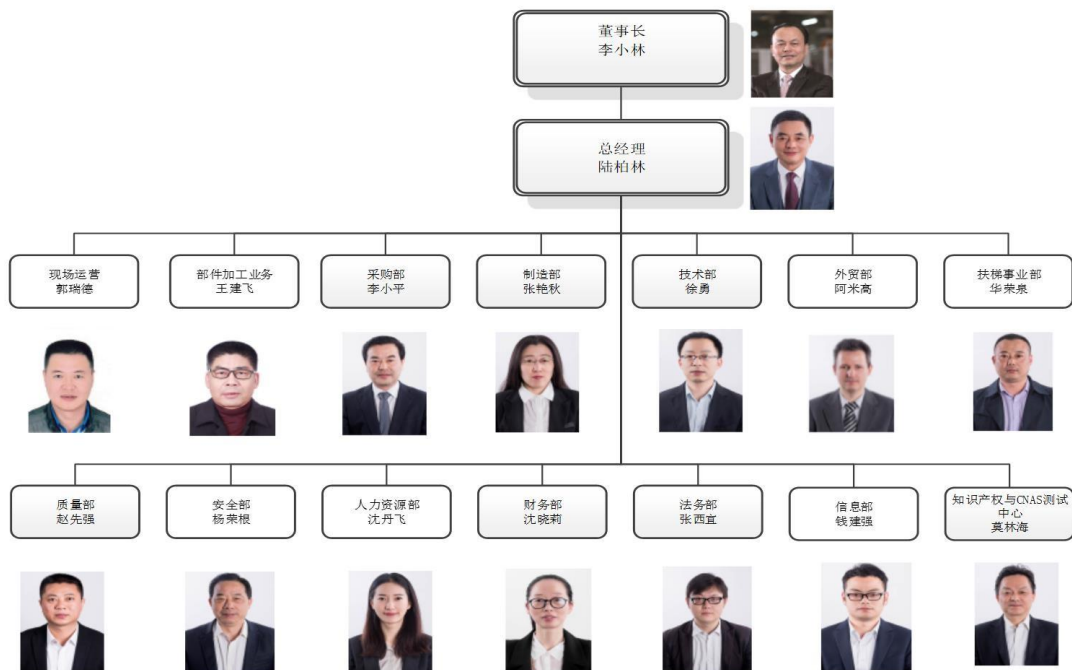 董事长
李小林
总经理
陆柏林
现场运营
郭瑞德
部件加工业务
王建飞
采购部
李小平
制造部
张艳秋
技术部
徐勇
外贸部
阿米高
扶梯事业部
华荣泉
质量部
赵先强
安全部
杨荣根
人力资源部
沈丹飞
财务部
沈晓莉
法务部
张西宜
信息部
钱建强
知识产权与CNAS测试
中心
莫林海